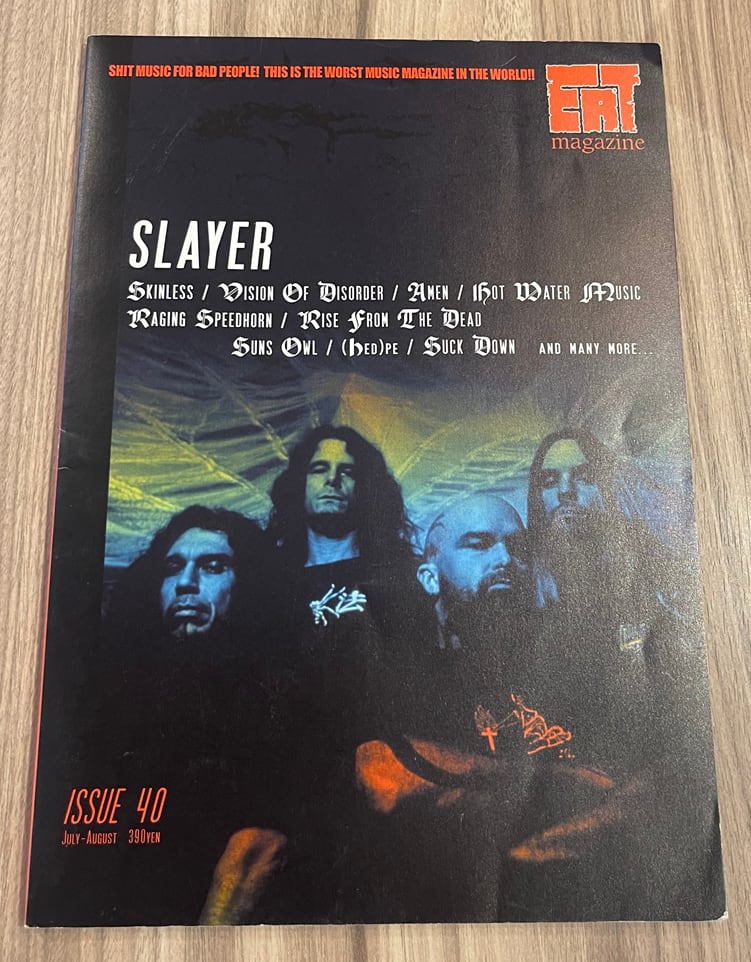 SHIT MUSIC FOR BAD PEOPLE! THIS IS THE WORST MUSIC MAGAZINE IN THE WORLD!!
magazine
SLAYER
SKINLESS / VISION OF DISORDER / AMEN / HOT WATER MUSIC
RAGING SPEEDHORN / RISE FROM THE DEAD
SUNS OWL / (HED)PE / SUCK DOWN AND MANY MORE...
ISSUE 40
JULY-AUGUST 390YEN